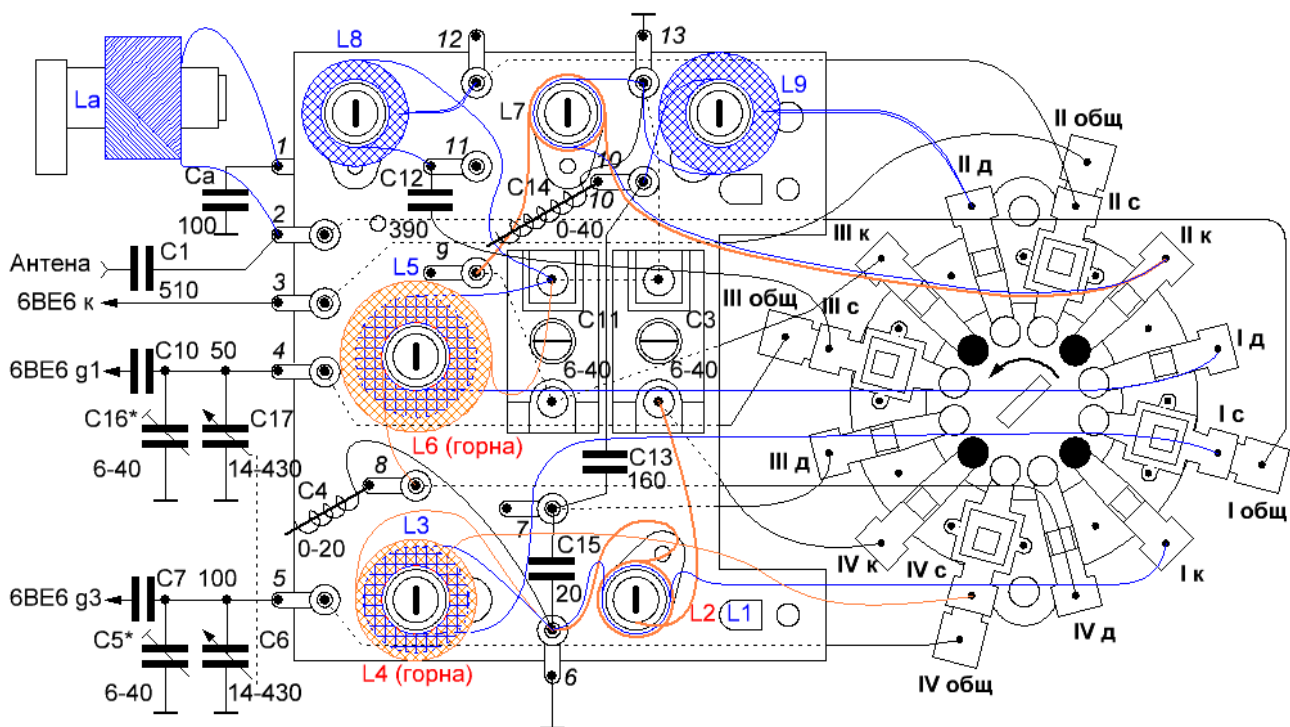 L8
12
13
La
L7
L9
II общ
1
11
10
II д
Ca
C12
C14
10
II с
100
2
390
0-40
III к
II к
Антена
C1
L5
9
III общ
III с
510
3
6BE6 к
C11
C3
6-40
6-40
I д
C10
50
4
6BE6 g1
C16*
C17
L6 (горна)
I с
6-40
14-430
8
C13
III д
C4
160
I общ
0-20
7
L3
C15
IV к
IV с
I к
C7
100
5
20
6BE6 g3
L2
L1
C5*
C6
IV д
6-40
14-430
L4 (горна)
6
IV общ